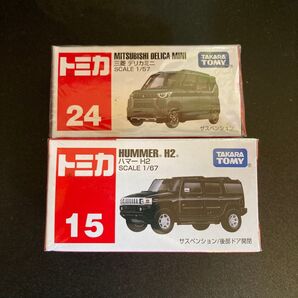 トミカ
24
MITSUBISHI DELICA MINI
三菱 デリカミニ
SCALE 1/57
TAKARA
TOMY
サスペンション
トミカ
15
HUMMER® H2®
ハマー H2
SCALE 1/67
TAKARA
TOMY
サスペンション/後部ドア開閉